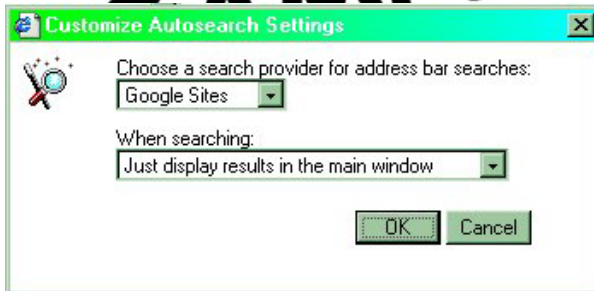 Customize Autosearch Settings
Choose a search provider for address bar searches:
Google Sites
When searching:
Just display results in the main window
OK
Cancel